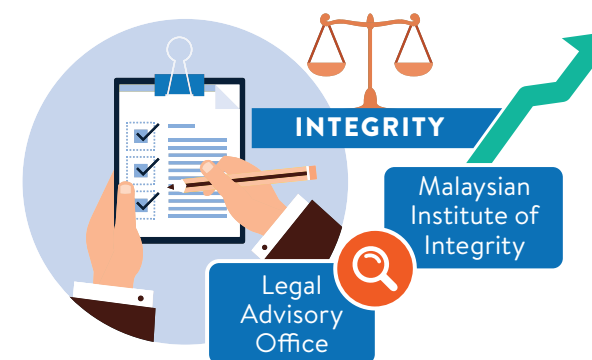 INTEGRITY
Malaysian
Institute of
Integrity
Legal
Advisory
Office